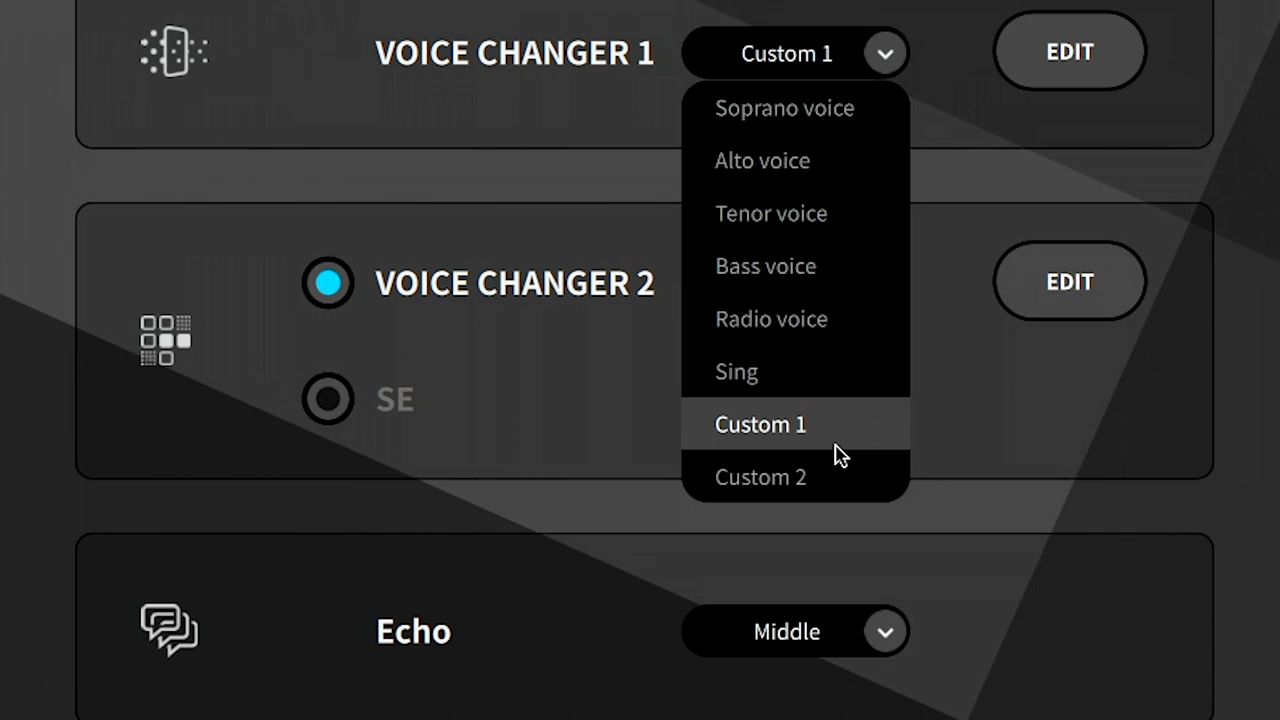 VOICE CHANGER 1
Custom 1
EDIT
Soprano voice
Alto voice
Tenor voice
Bass voice
Radio voice
Sing
Custom 1
Custom 2
VOICE CHANGER 2
EDIT
SE
Echo
Middle